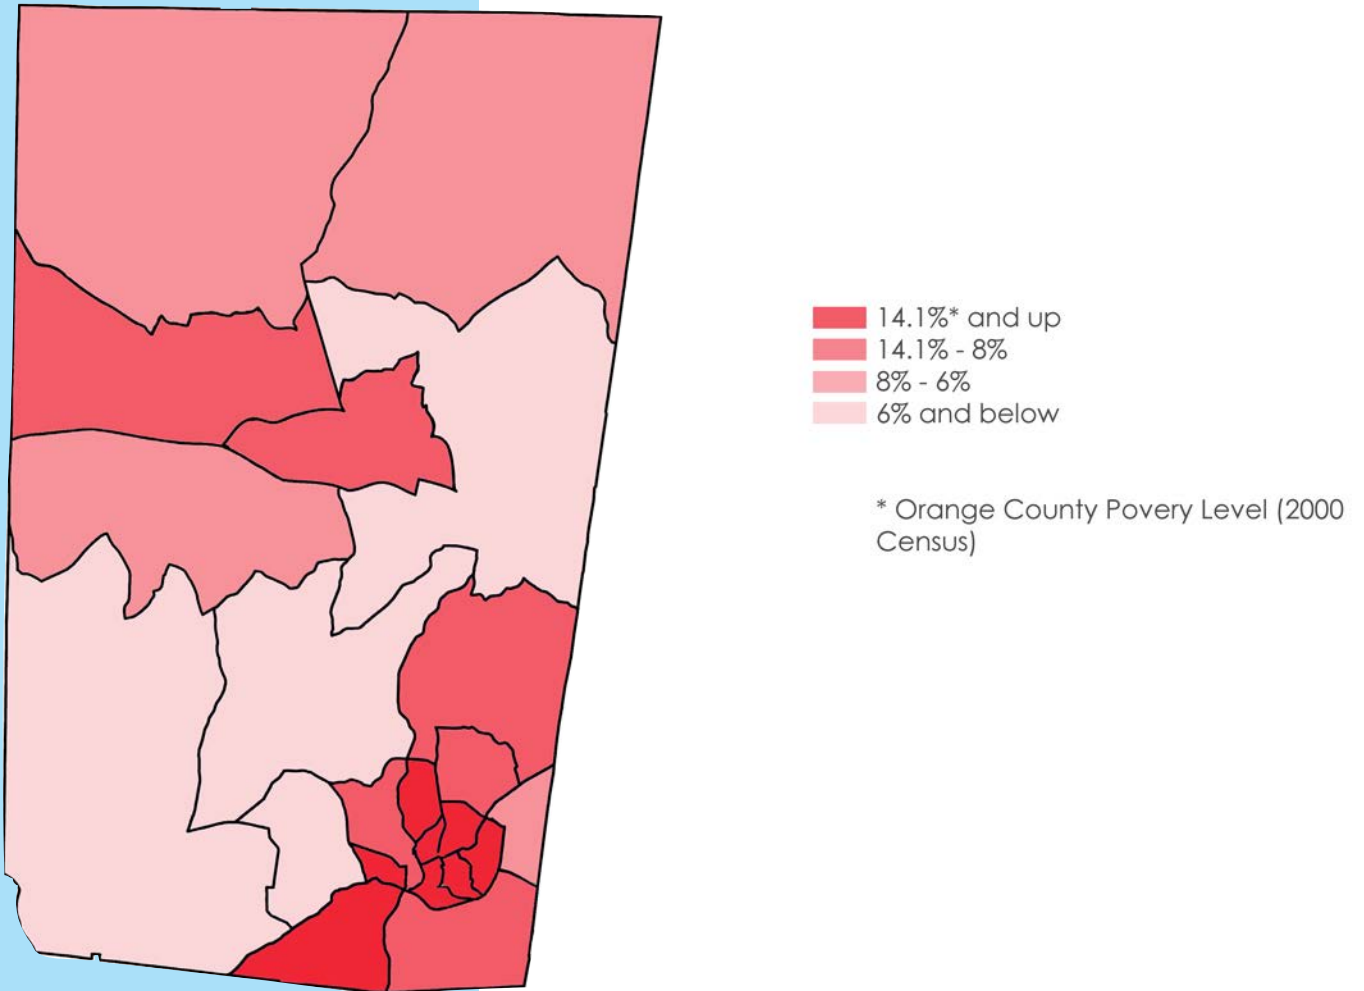 14.1%* and up
14.1% - 8%
8% - 6%
6% and below
* Orange County Povery Level (2000
Census)